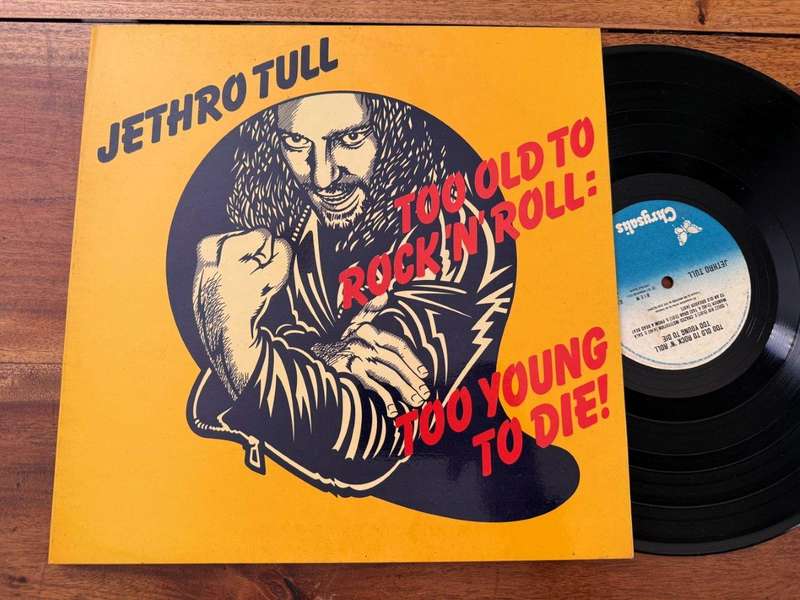 JETHRO TULL
TOO OLD TO
ROCK 'N' ROLL:
TOO YOUNG
TO DIE!
Chrysalis
JETHRO TULL
TOO OLD TO ROCK 'N' ROLL
TOO YOUNG TO DIE